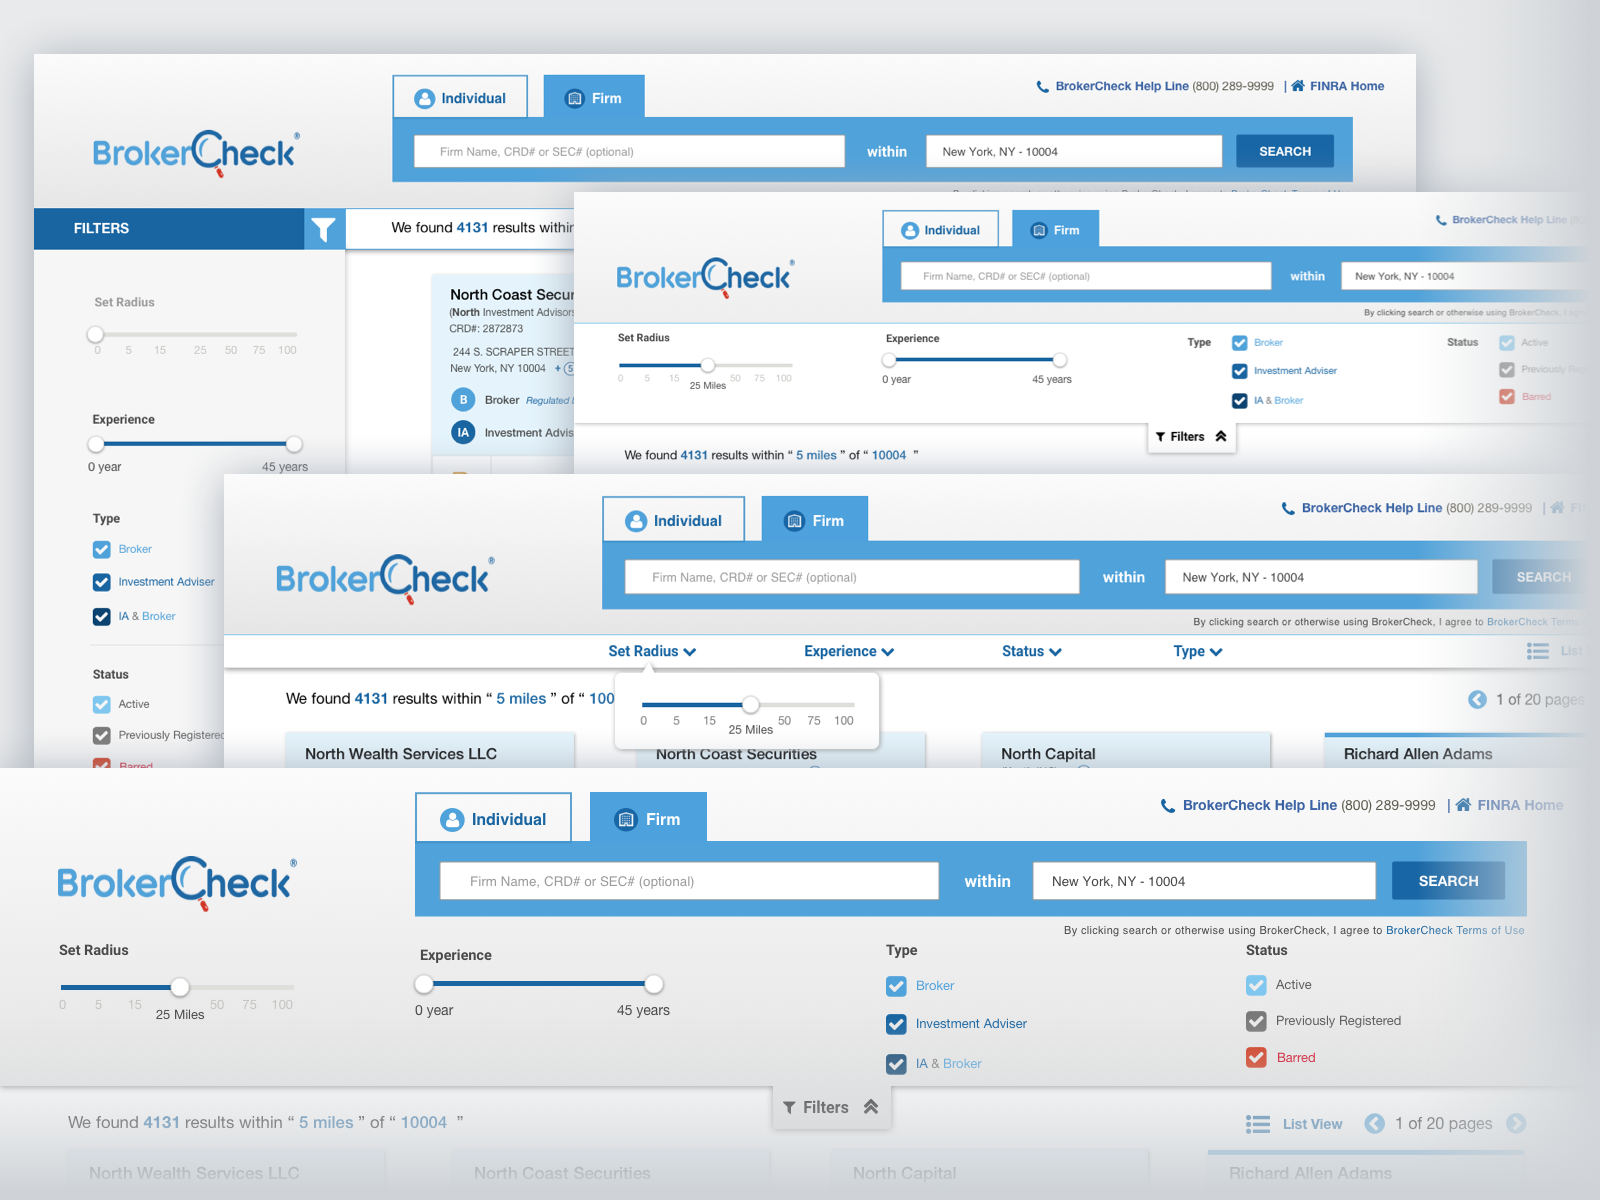 Individual
Firm
BrokerCheck Help Line (800) 289-9999 | FINRA Home
BrokerCheck®
Firm Name, CRD# or SEC# (optional)
within
New York, NY - 10004
SEARCH
FILTERS
We found 4131 results within
Set Radius
0 5 15 25 50 75 100
Experience
0 year 45 years
Type
Broker
Investment Adviser
IA & Broker
Status
Active
Previously Registered
Barred
North Coast Secur
(North Investment Advisors
CRD#: 2872873
244 S. SCRAPER STREET
New York, NY 10004 + 5
B Broker Regulated
IA Investment Advis
Individual
Firm
BrokerCheck Help Line (80
BrokerCheck®
Firm Name, CRD# or SEC# (optional)
within
New York, NY - 10004
By clicking search or otherwise using BrokerCheck, I agree
Set Radius
0 5 15 50 75 100
25 Miles
Experience
0 year 45 years
Type
Broker
Investment Adviser
IA & Broker
Status
Active
Previously Reg
Barred
Filters
We found 4131 results within “ 5 miles ” of “ 10004 ”
Individual
Firm
BrokerCheck Help Line (800) 289-9999 | FIN
BrokerCheck®
Firm Name, CRD# or SEC# (optional)
within
New York, NY - 10004
SEARCH
By clicking search or otherwise using BrokerCheck, I agree to BrokerCheck Terms
Set Radius
Experience
Status
Type
List
We found 4131 results within “ 5 miles ” of “ 100
0 5 15 50 75 100
25 Miles
1 of 20 pages
North Wealth Services LLC
North Coast Securities
North Capital
Richard Allen Adams
Individual
Firm
BrokerCheck Help Line (800) 289-9999 | FINRA Home
BrokerCheck®
Firm Name, CRD# or SEC# (optional)
within
New York, NY - 10004
SEARCH
By clicking search or otherwise using BrokerCheck, I agree to BrokerCheck Terms of Use
Set Radius
0 5 15 50 75 100
25 Miles
Experience
0 year 45 years
Type
Broker
Investment Adviser
IA & Broker
Status
Active
Previously Registered
Barred
Filters
We found 4131 results within “ 5 miles ” of “ 10004 ”
List View
1 of 20 pages
North Wealth Services LLC
North Coast Securities
North Capital
Richard Allen Adams